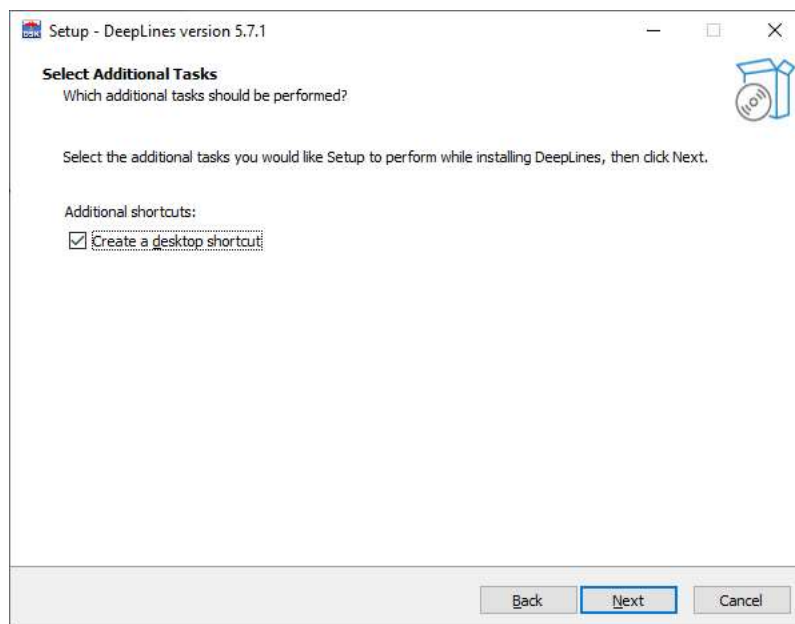 Setup - DeepLines version 5.7.1
Select Additional Tasks
Which additional tasks should be performed?
Select the additional tasks you would like Setup to perform while installing DeepLines, then click Next.
Additional shortcuts:
Create a desktop shortcut
Back
Next
Cancel